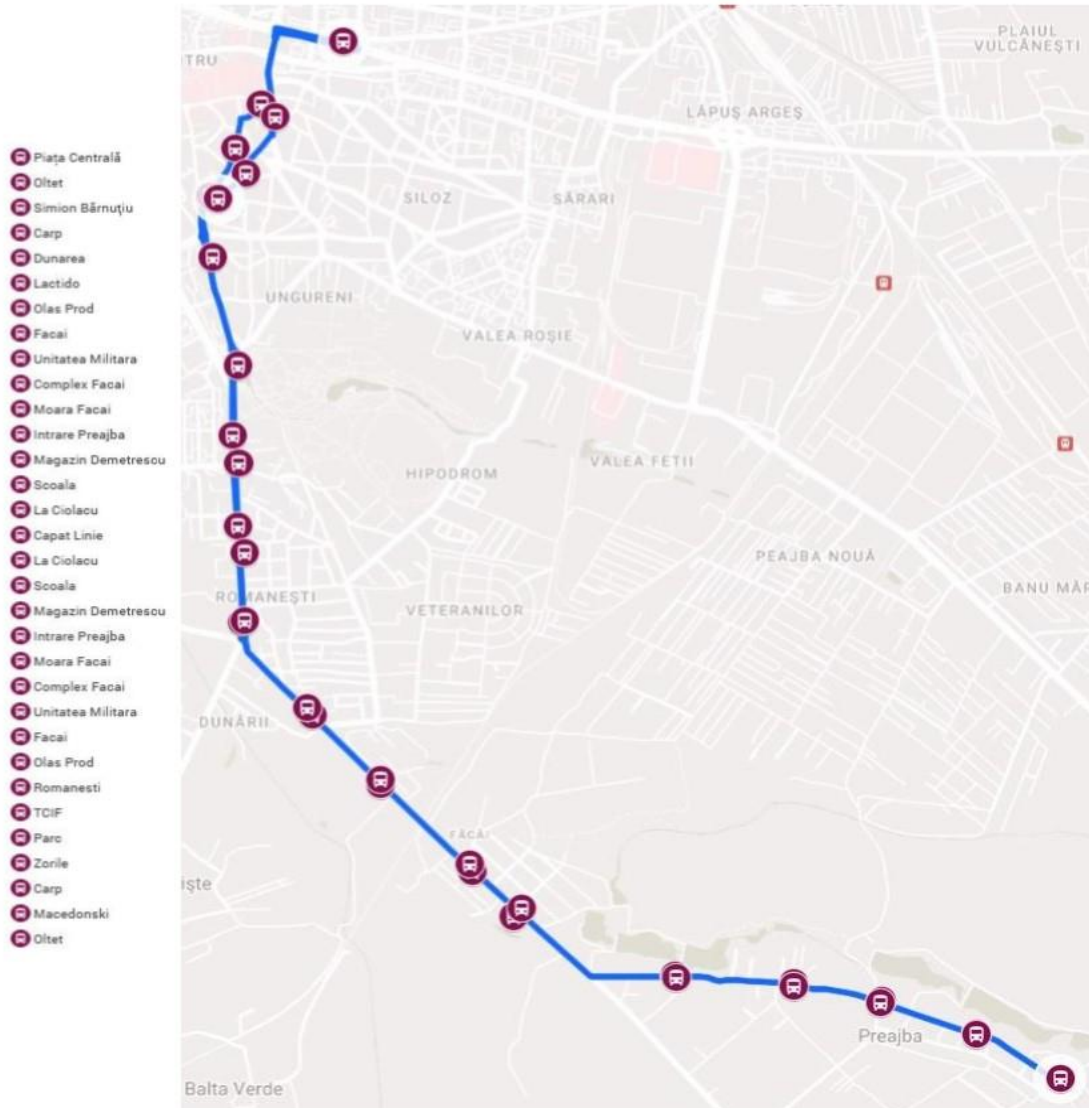 Piața Centrală
Oltet
Simion Bărnuțiu
Carp
Dunarea
Lactido
Olas Prod
Facai
Unitatea Militara
Complex Facai
Moara Facai
Intrare Preajba
Magazin Demetrescu
Scoala
La Ciolacu
Capat Linie
La Ciolacu
Scoala
Magazin Demetrescu
Intrare Preajba
Moara Facai
Complex Facai
Unitatea Militara
Facai
Olas Prod
Romanesti
TCIF
Parc
Zorile
Carp
Macedonski
Oltet
TRU
PLAIUL
VULCĂNEȘTI
LĂPUȘ ARGEȘ
SILOZ
SĂRARI
UNGURENI
VALEA ROȘIE
HIPODROM
VALEA FETII
PEAJBA NOUĂ
BANU MĂR
ROMANEȘTI
VETERANILOR
DUNĂRII
FĂCĂI
iște
Preajba
Balta Verde